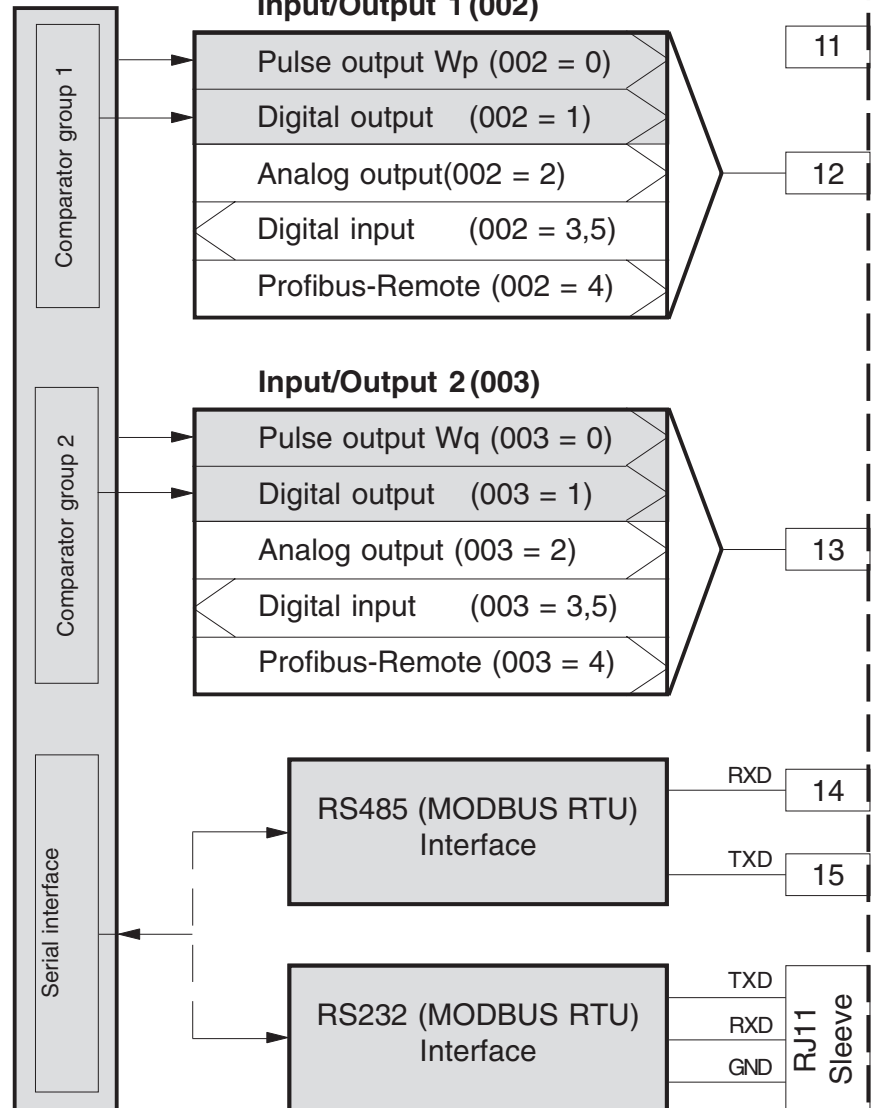 Input/Output 1 (002)
Comparator group 1
Pulse output Wp (002 = 0)
Digital output (002 = 1)
Analog output(002 = 2)
Digital input (002 = 3,5)
Profibus-Remote (002 = 4)
11
12
Input/Output 2 (003)
Comparator group 2
Pulse output Wq (003 = 0)
Digital output (003 = 1)
Analog output (003 = 2)
Digital input (003 = 3,5)
Profibus-Remote (003 = 4)
13
Serial interface
RS485 (MODBUS RTU)
Interface
RXD
14
TXD
15
RS232 (MODBUS RTU)
Interface
TXD
RXD
GND
RJ11
Sleeve